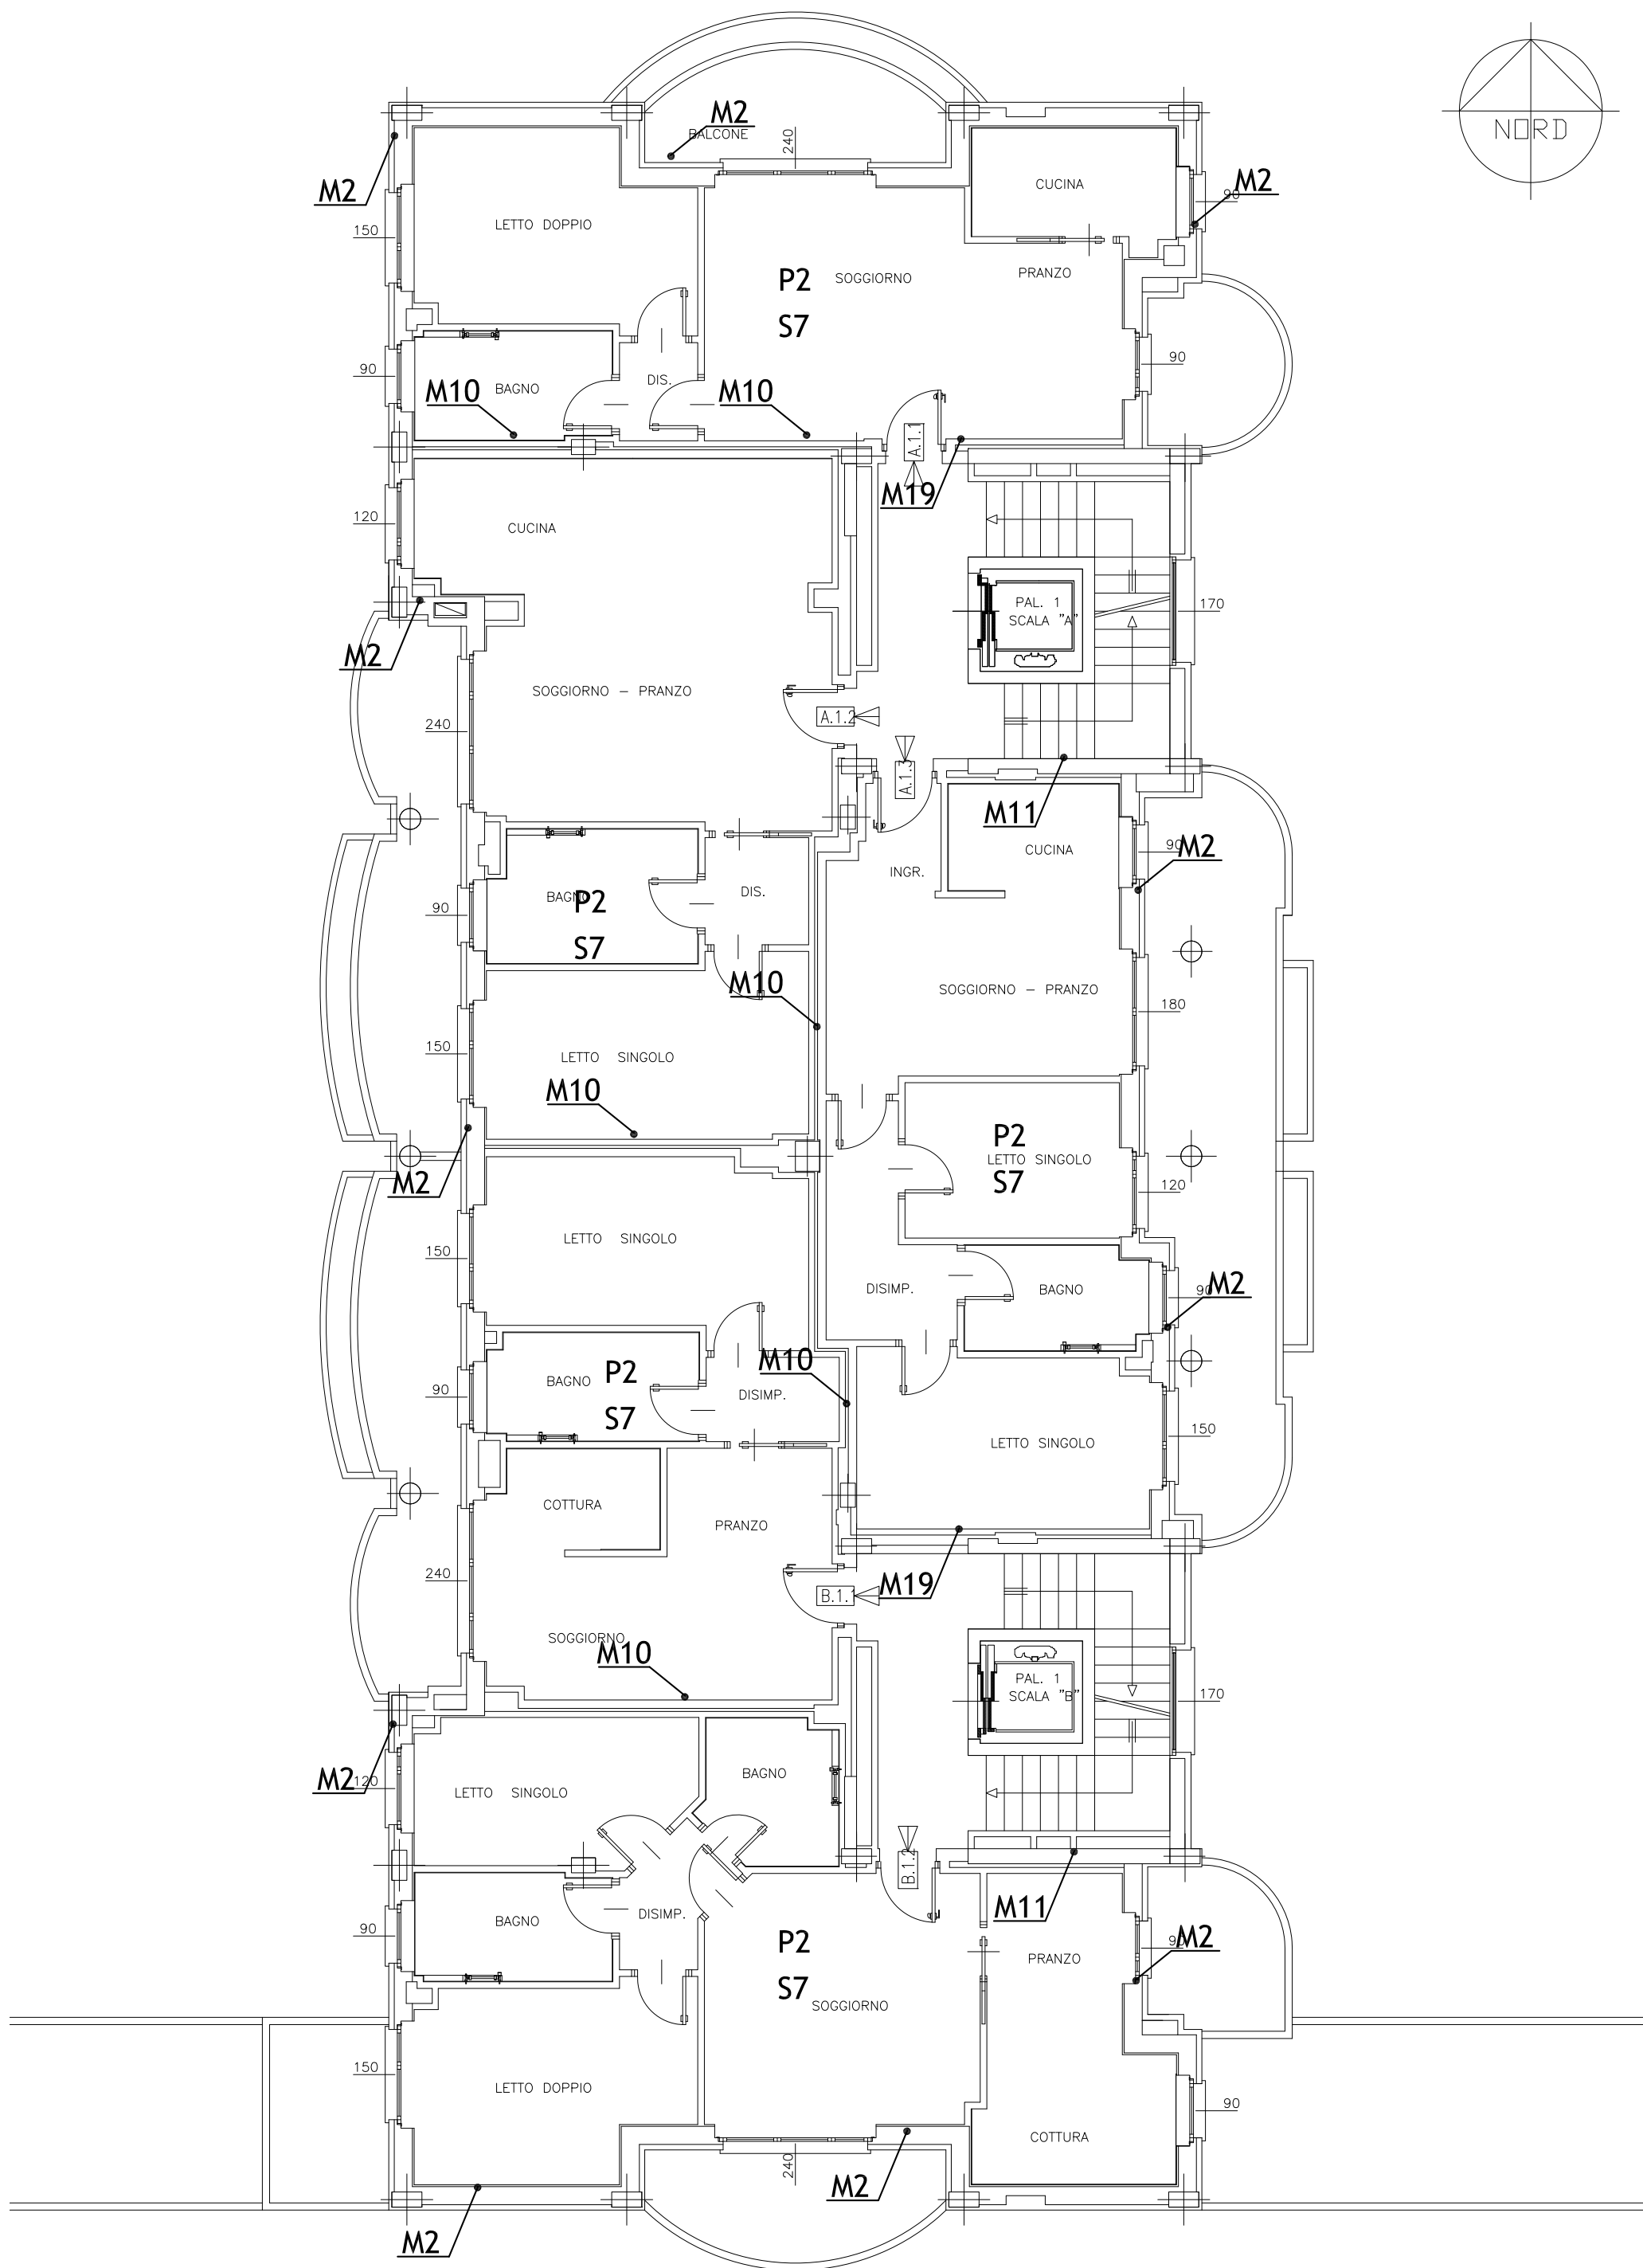 M2
BALCONE
240
NORD
M2
CUCINA
M2
90
LETTO DOPPIO
150
P2
SOGGIORNO
PRANZO
S7
90
90
DIS.
BAGNO
M10
M10
A.1.1
M19
120
CUCINA
PAL. 1
SCALA "A"
170
M2
SOGGIORNO – PRANZO
A.1.2
240
A.1.3
M11
CUCINA
90
M2
INGR.
BAGNO
P2
DIS.
90
S7
M10
SOGGIORNO – PRANZO
180
150
LETTO SINGOLO
M10
P2
LETTO SINGOLO
S7
M2
120
LETTO SINGOLO
150
DISIMP.
BAGNO
90
M2
M10
BAGNO
P2
90
DISIMP.
S7
150
LETTO SINGOLO
COTTURA
PRANZO
240
B.1.1
M19
SOGGIORNO
M10
PAL. 1
SCALA "B"
170
M2
120
LETTO SINGOLO
BAGNO
B.1.2
M11
BAGNO
DISIMP.
90
P2
90
M2
PRANZO
S7
SOGGIORNO
150
LETTO DOPPIO
90
COTTURA
240
M2
M2